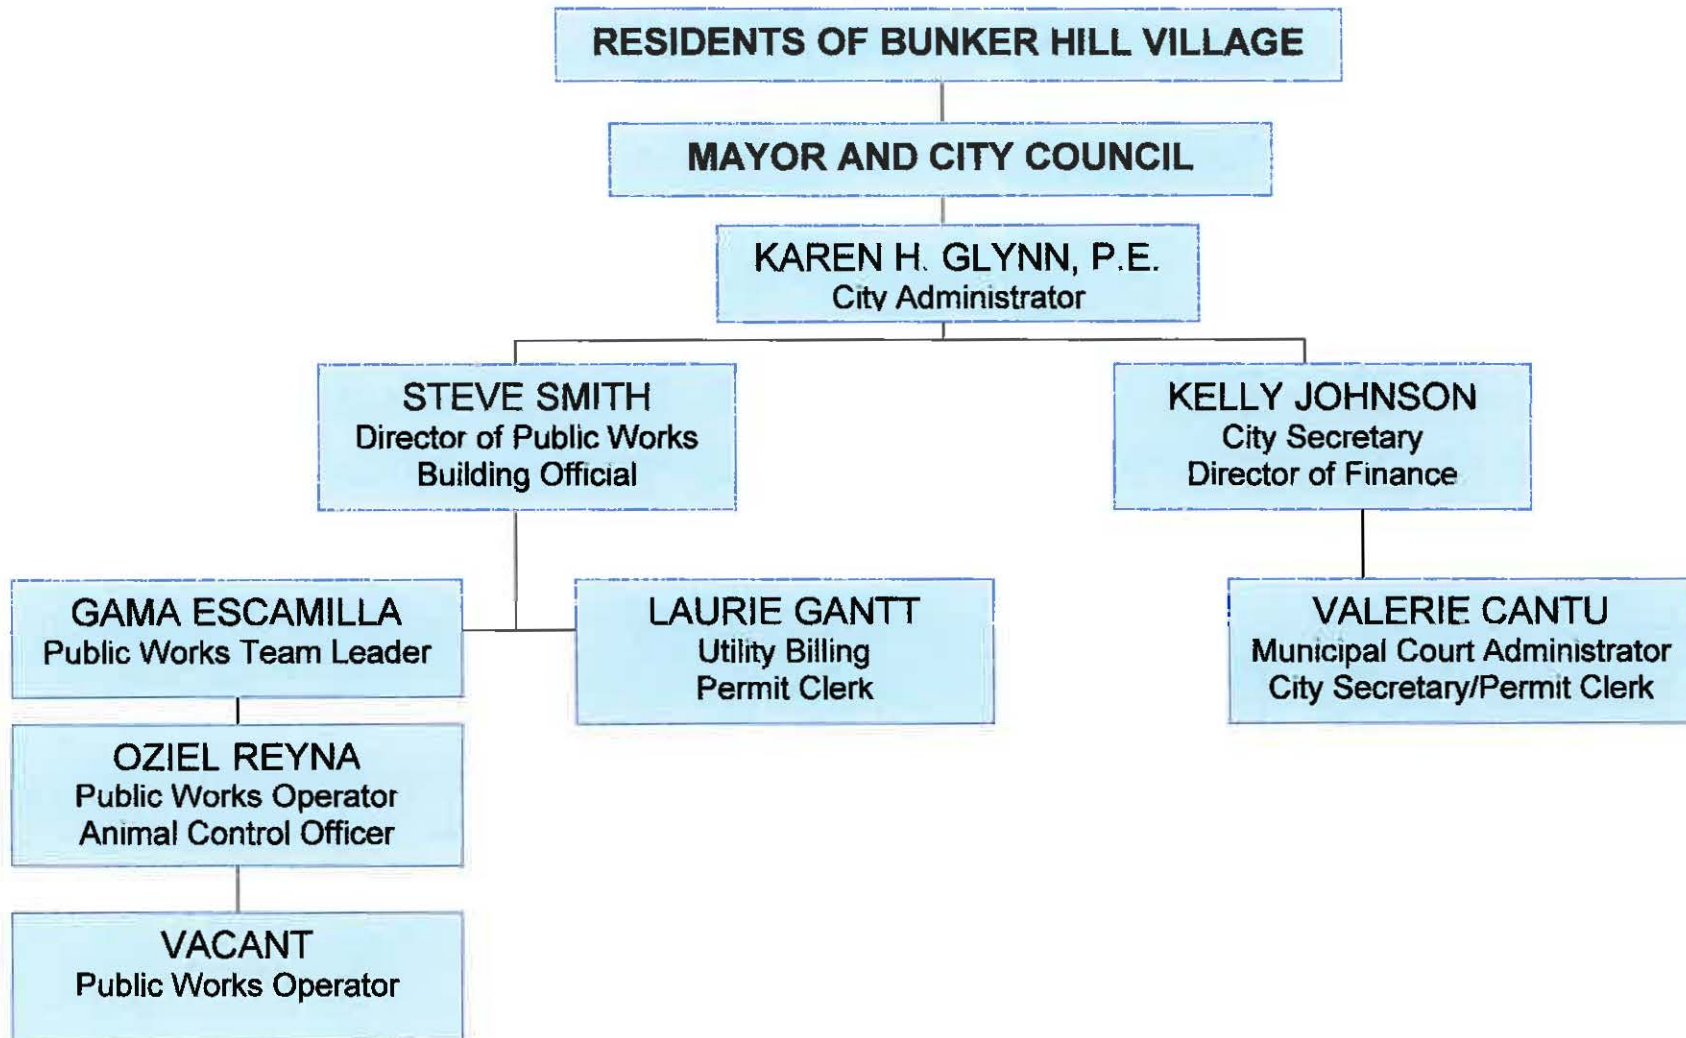 RESIDENTS OF BUNKER HILL VILLAGE
MAYOR AND CITY COUNCIL
KAREN H. GLYNN, P.E.
City Administrator
STEVE SMITH
Director of Public Works
Building Official
KELLY JOHNSON
City Secretary
Director of Finance
GAMA ESCAMILLA
Public Works Team Leader
LAURIE GANTT
Utility Billing
Permit Clerk
VALERIE CANTU
Municipal Court Administrator
City Secretary/Permit Clerk
OZIEL REYNA
Public Works Operator
Animal Control Officer
VACANT
Public Works Operator